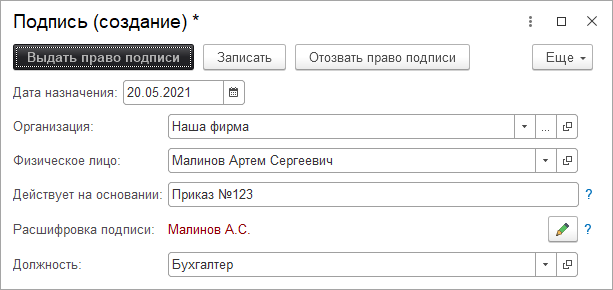 Подпись (создание) *
Выдать право подписи Записать Отозвать право подписи Еще
Дата назначения: 20.05.2021
Организация: Наша фирма ...
Физическое лицо: Малинов Артем Сергеевич
Действует на основании: Приказ №123 ?
Расшифровка подписи: Малинов А.С. ?
Должность: Бухгалтер